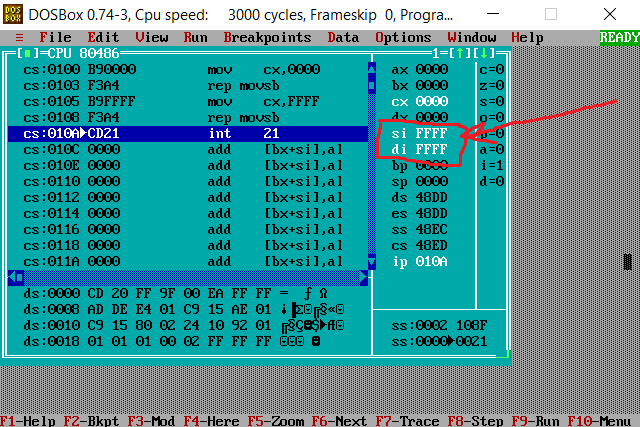 DOSBox 0.74-3, Cpu speed: 3000 cycles, Frameskip 0, Progra...
≡ File Edit View Run Breakpoints Data Options Window Help READY
[■]=CPU 80486 1=[↑][↓]
cs:0100 B90000 mov cx,0000 ax 0000 c=0
cs:0103 F3A4 rep movsb bx 0000 z=0
cs:0105 B9FFFF mov cx,FFFF cx 0000 s=0
cs:0108 F3A4 rep movsb dx 0000 o=0
cs:010A►CD21 int 21 si FFFF p=0
cs:010C 0000 add [bx+si],al di FFFF a=0
cs:010E 0000 add [bx+si],al bp 0000 i=1
cs:0110 0000 add [bx+si],al sp 0000 d=0
cs:0112 0000 add [bx+si],al ds 48DD
cs:0114 0000 add [bx+si],al es 48DD
cs:0116 0000 add [bx+si],al ss 48EC
cs:0118 0000 add [bx+si],al cs 48ED
cs:011A 0000 add [bx+si],al ip 010A
ds:0000 CD 20 FF 9F 00 EA FF FF = ƒ Ω
ds:0008 AD DE E4 01 C9 15 AE 01 ¡▐Σ☺╔§«☺
ds:0010 C9 15 80 02 24 10 92 01 ╔§Ç☻$►Æ☺ ss:0002 108F
ds:0018 01 01 01 00 02 FF FF FF ☺☺☺ ☻ ss:0000►0021
F1-Help F2-Bkpt F3-Mod F4-Here F5-Zoom F6-Next F7-Trace F8-Step F9-Run F10-Menu